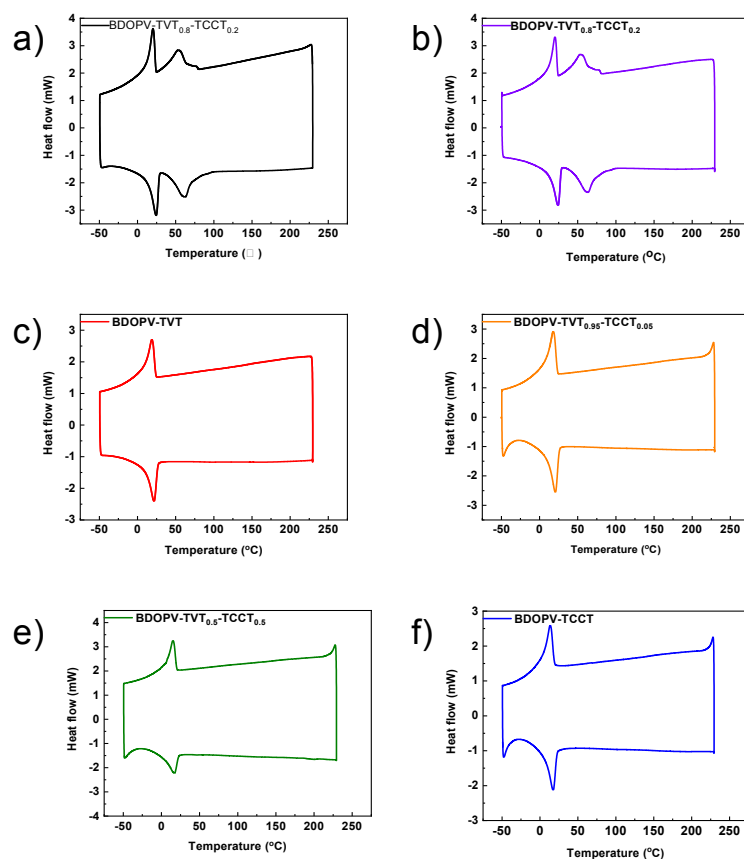 a)
BDOPV-TVT0.8-TCCT0.2
Heat flow (mW)
4
3
2
1
0
-1
-2
-3
-50 0 50 100 150 200 250
Temperature (□ )
b)
BDOPV-TVT0.8-TCCT0.2
Heat flow (mW)
4
3
2
1
0
-1
-2
-3
-50 0 50 100 150 200 250
Temperature (oC)
c)
BDOPV-TVT
Heat flow (mW)
3
2
1
0
-1
-2
-3
-50 0 50 100 150 200 250
Temperature (oC)
d)
BDOPV-TVT0.95-TCCT0.05
Heat flow (mW)
3
2
1
0
-1
-2
-3
-50 0 50 100 150 200 250
Temperature (oC)
e)
BDOPV-TVT0.5-TCCT0.5
Heat flow (mW)
4
3
2
1
0
-1
-2
-3
-4
-50 0 50 100 150 200 250
Temperature (oC)
f)
BDOPV-TCCT
Heat flow (mW)
3
2
1
0
-1
-2
-3
-50 0 50 100 150 200 250
Temperature (oC)